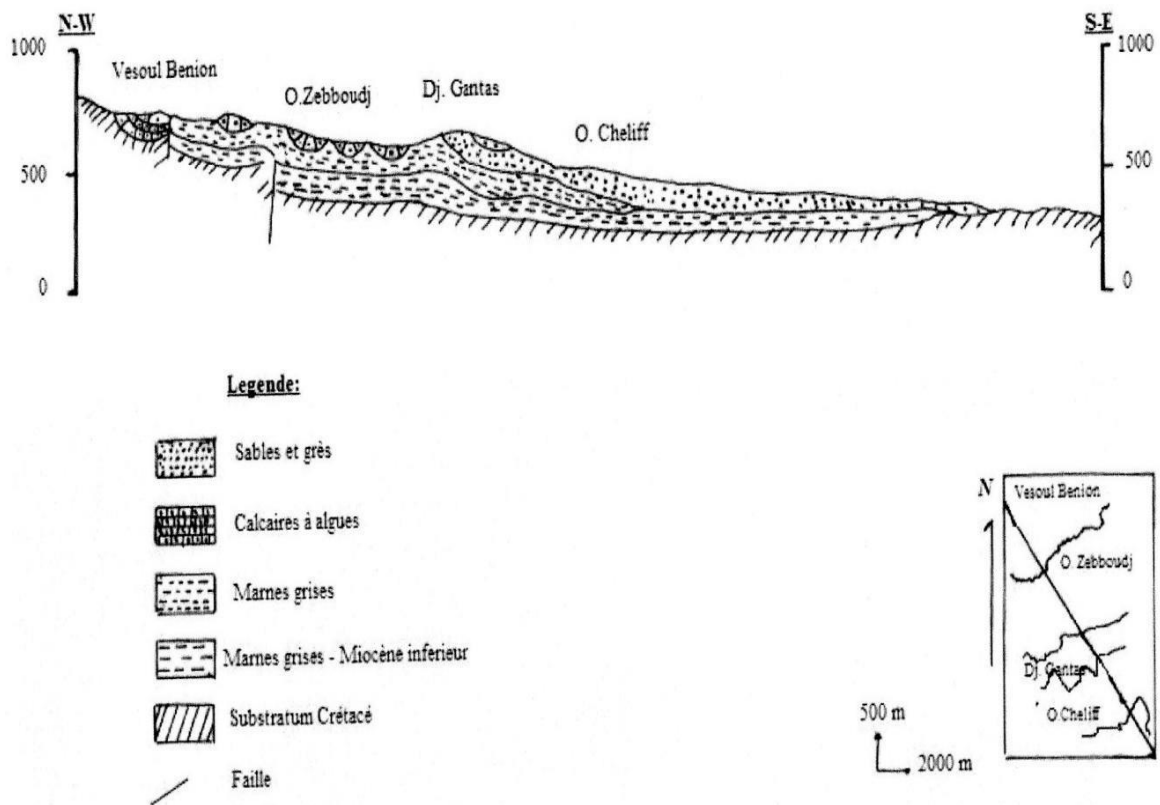 N-W
S-E
1000
1000
Vesoul Benion
O.Zebboudj
Dj. Gantas
O. Cheliff
500
500
0
0
Legende:
Sables et grès
Calcaires à algues
Marnes grises
Marnes grises - Miocène inferieur
Substratum Crétacé
Faille
N
Vesoul Benion
O. Zebboudj
Dj. Gantas
O.Cheliff
500 m
2000 m